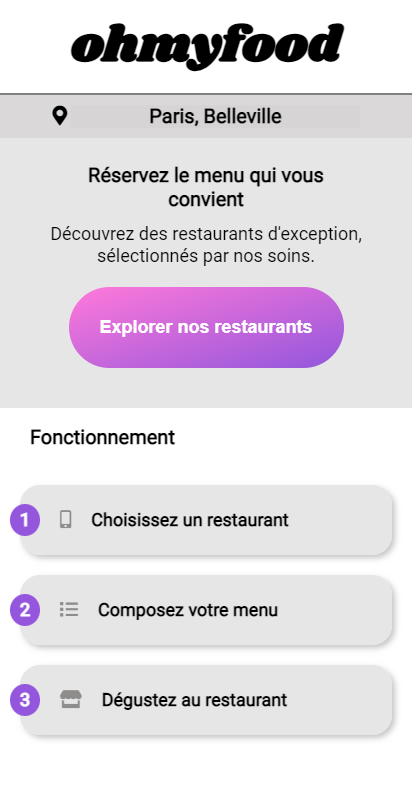 ohmyfood
Paris, Belleville
Réservez le menu qui vous
convient
Découvrez des restaurants d'exception,
sélectionnés par nos soins.
Explorer nos restaurants
Fonctionnement
1 Choisissez un restaurant
2 Composez votre menu
3 Dégustez au restaurant